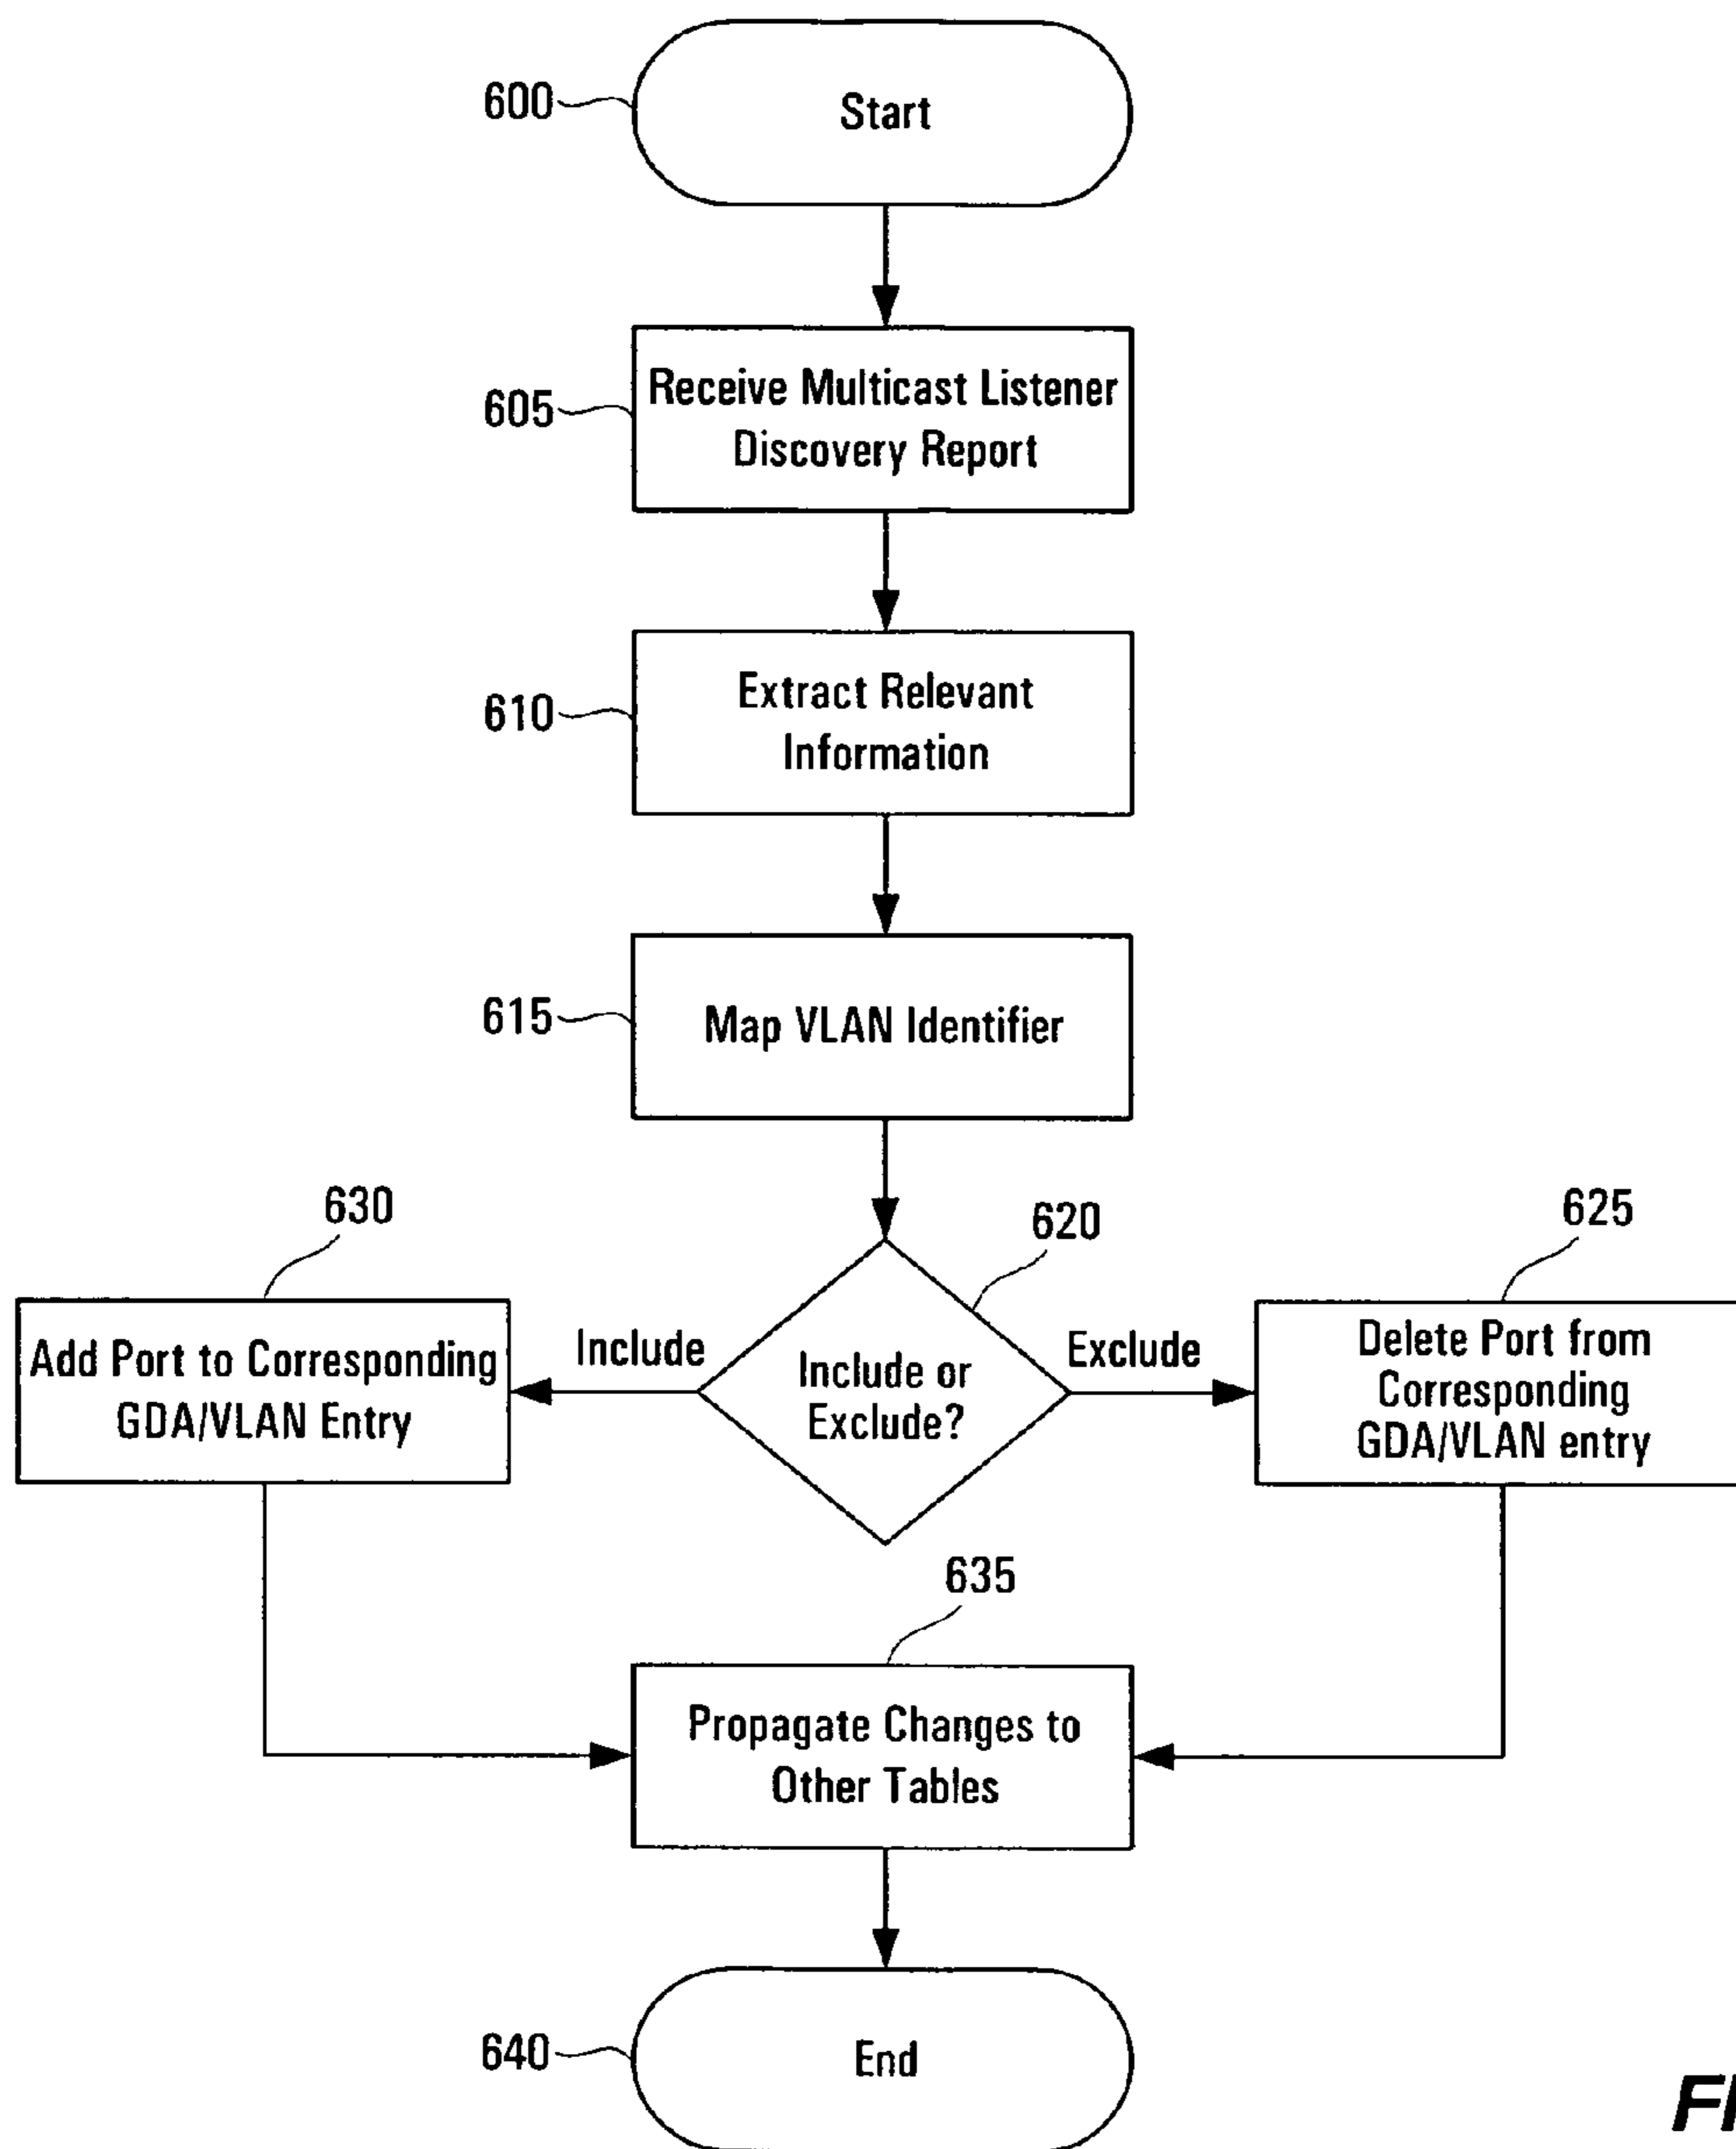 600
Start
605
Receive Multicast Listener
Discovery Report
610
Extract Relevant
Information
615
Map VLAN Identifier
630
620
625
Add Port to Corresponding
GDA/VLAN Entry
Include
Include or
Exclude?
Exclude
Delete Port from
Corresponding
GDA/VLAN entry
635
Propagate Changes to
Other Tables
640
End